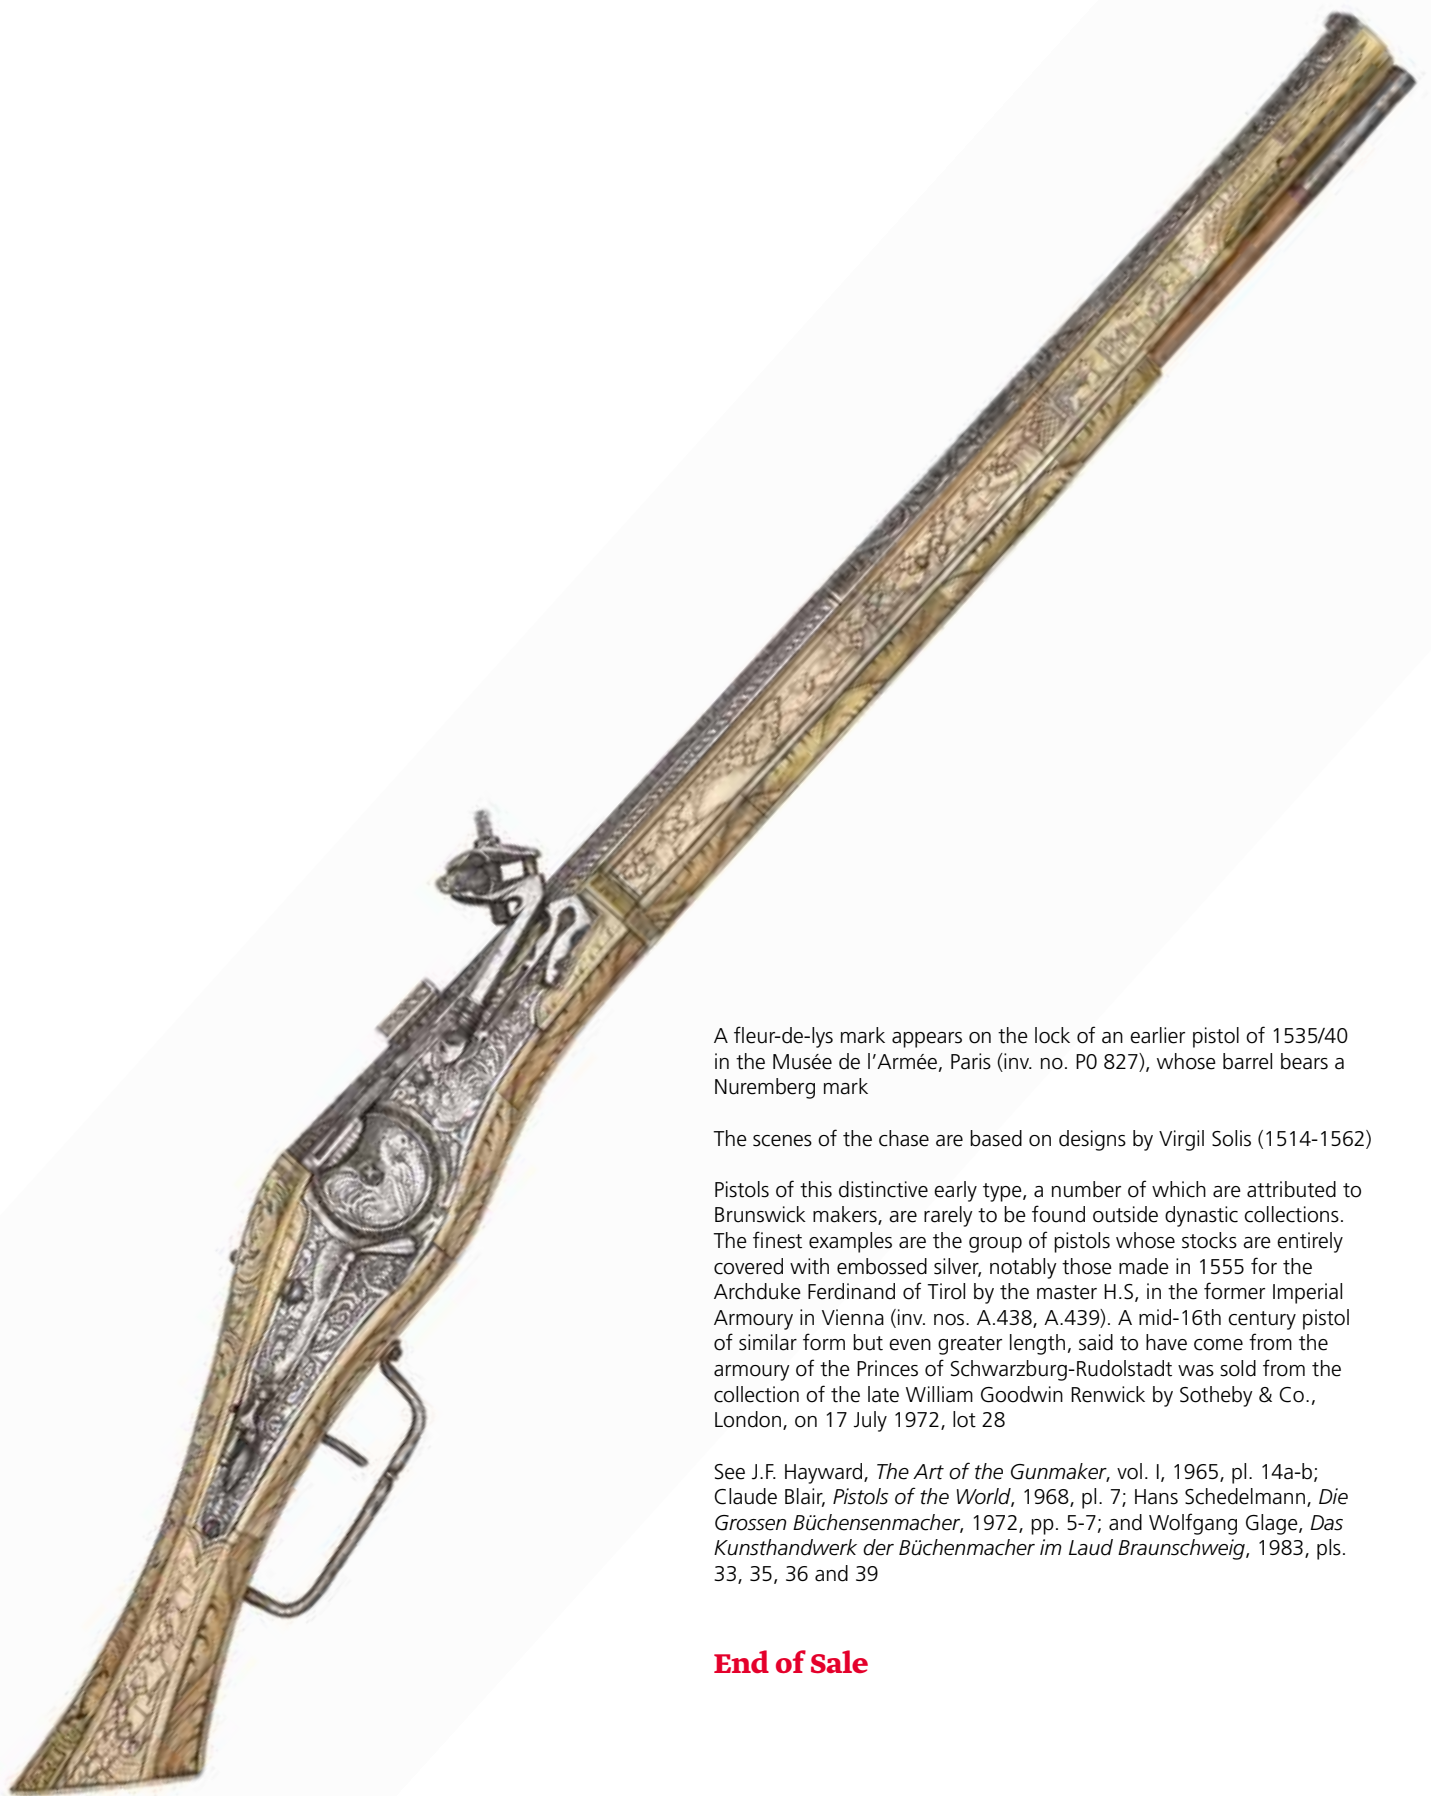 A fleur-de-lys mark appears on the lock of an earlier pistol of 1535/40
in the Musée de l'Armée, Paris (inv. no. P0 827), whose barrel bears a
Nuremberg mark
The scenes of the chase are based on designs by Virgil Solis (1514-1562)
Pistols of this distinctive early type, a number of which are attributed to
Brunswick makers, are rarely to be found outside dynastic collections.
The finest examples are the group of pistols whose stocks are entirely
covered with embossed silver, notably those made in 1555 for the
Archduke Ferdinand of Tirol by the master H.S, in the former Imperial
Armoury in Vienna (inv. nos. A.438, A.439). A mid-16th century pistol
of similar form but even greater length, said to have come from the
armoury of the Princes of Schwarzburg-Rudolstadt was sold from the
collection of the late William Goodwin Renwick by Sotheby & Co.,
London, on 17 July 1972, lot 28
See J.F. Hayward, The Art of the Gunmaker, vol. I, 1965, pl. 14a-b;
Claude Blair, Pistols of the World, 1968, pl. 7; Hans Schedelmann, Die
Grossen Büchensenmacher, 1972, pp. 5-7; and Wolfgang Glage, Das
Kunsthandwerk der Büchenmacher im Laud Braunschweig, 1983, pls.
33, 35, 36 and 39
End of Sale